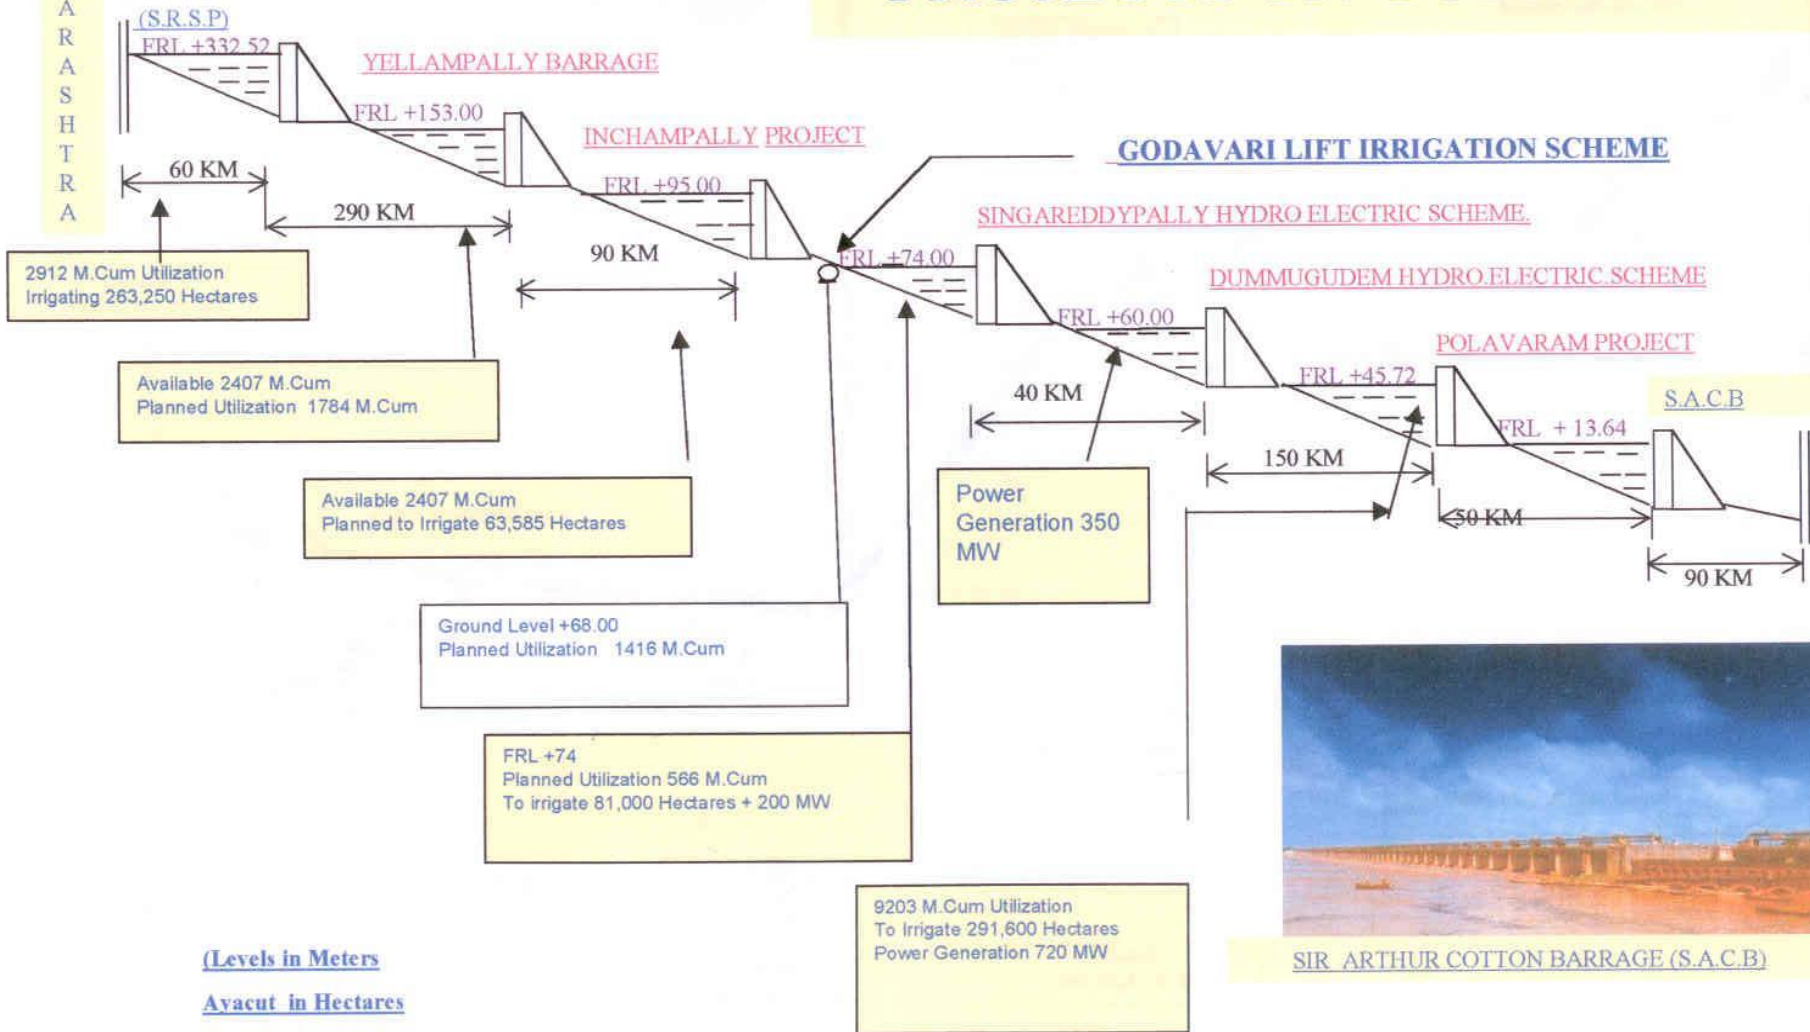 A
R
A
S
H
T
R
A
(S.R.S.P)
FRL +332.52
YELLAMPALLY BARRAGE
FRL +153.00
INCHAMPALLY PROJECT
FRL +95.00
GODAVARI LIFT IRRIGATION SCHEME
SINGAREDDYPALLY HYDRO ELECTRIC SCHEME.
FRL +74.00
DUMMUGUDEM HYDRO.ELECTRIC.SCHEME
FRL +60.00
POLAVARAM PROJECT
FRL +45.72
S.A.C.B
FRL + 13.64
60 KM
290 KM
90 KM
40 KM
150 KM
50 KM
90 KM
2912 M.Cum Utilization
Irrigating 263,250 Hectares
Available 2407 M.Cum
Planned Utilization 1784 M.Cum
Available 2407 M.Cum
Planned to Irrigate 63,585 Hectares
Power
Generation 350
MW
Ground Level +68.00
Planned Utilization 1416 M.Cum
FRL +74
Planned Utilization 566 M.Cum
To irrigate 81,000 Hectares + 200 MW
9203 M.Cum Utilization
To Irrigate 291,600 Hectares
Power Generation 720 MW
SIR ARTHUR COTTON BARRAGE (S.A.C.B)
(Levels in Meters
Ayacut in Hectares